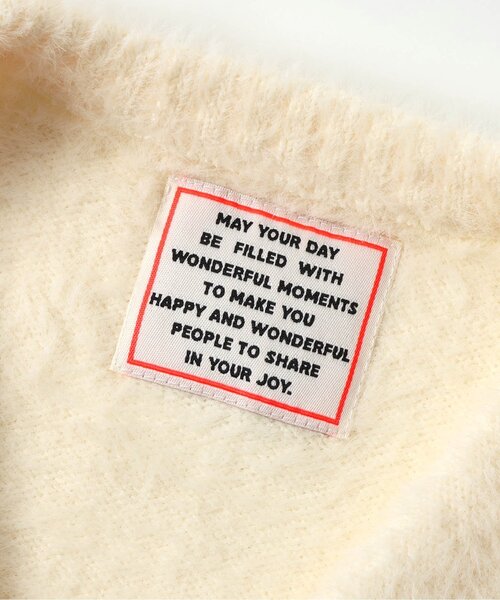 MAY YOUR DAY
BE FILLED WITH
WONDERFUL MOMENTS
TO MAKE YOU
HAPPY AND WONDERFUL
PEOPLE TO SHARE
IN YOUR JOY.